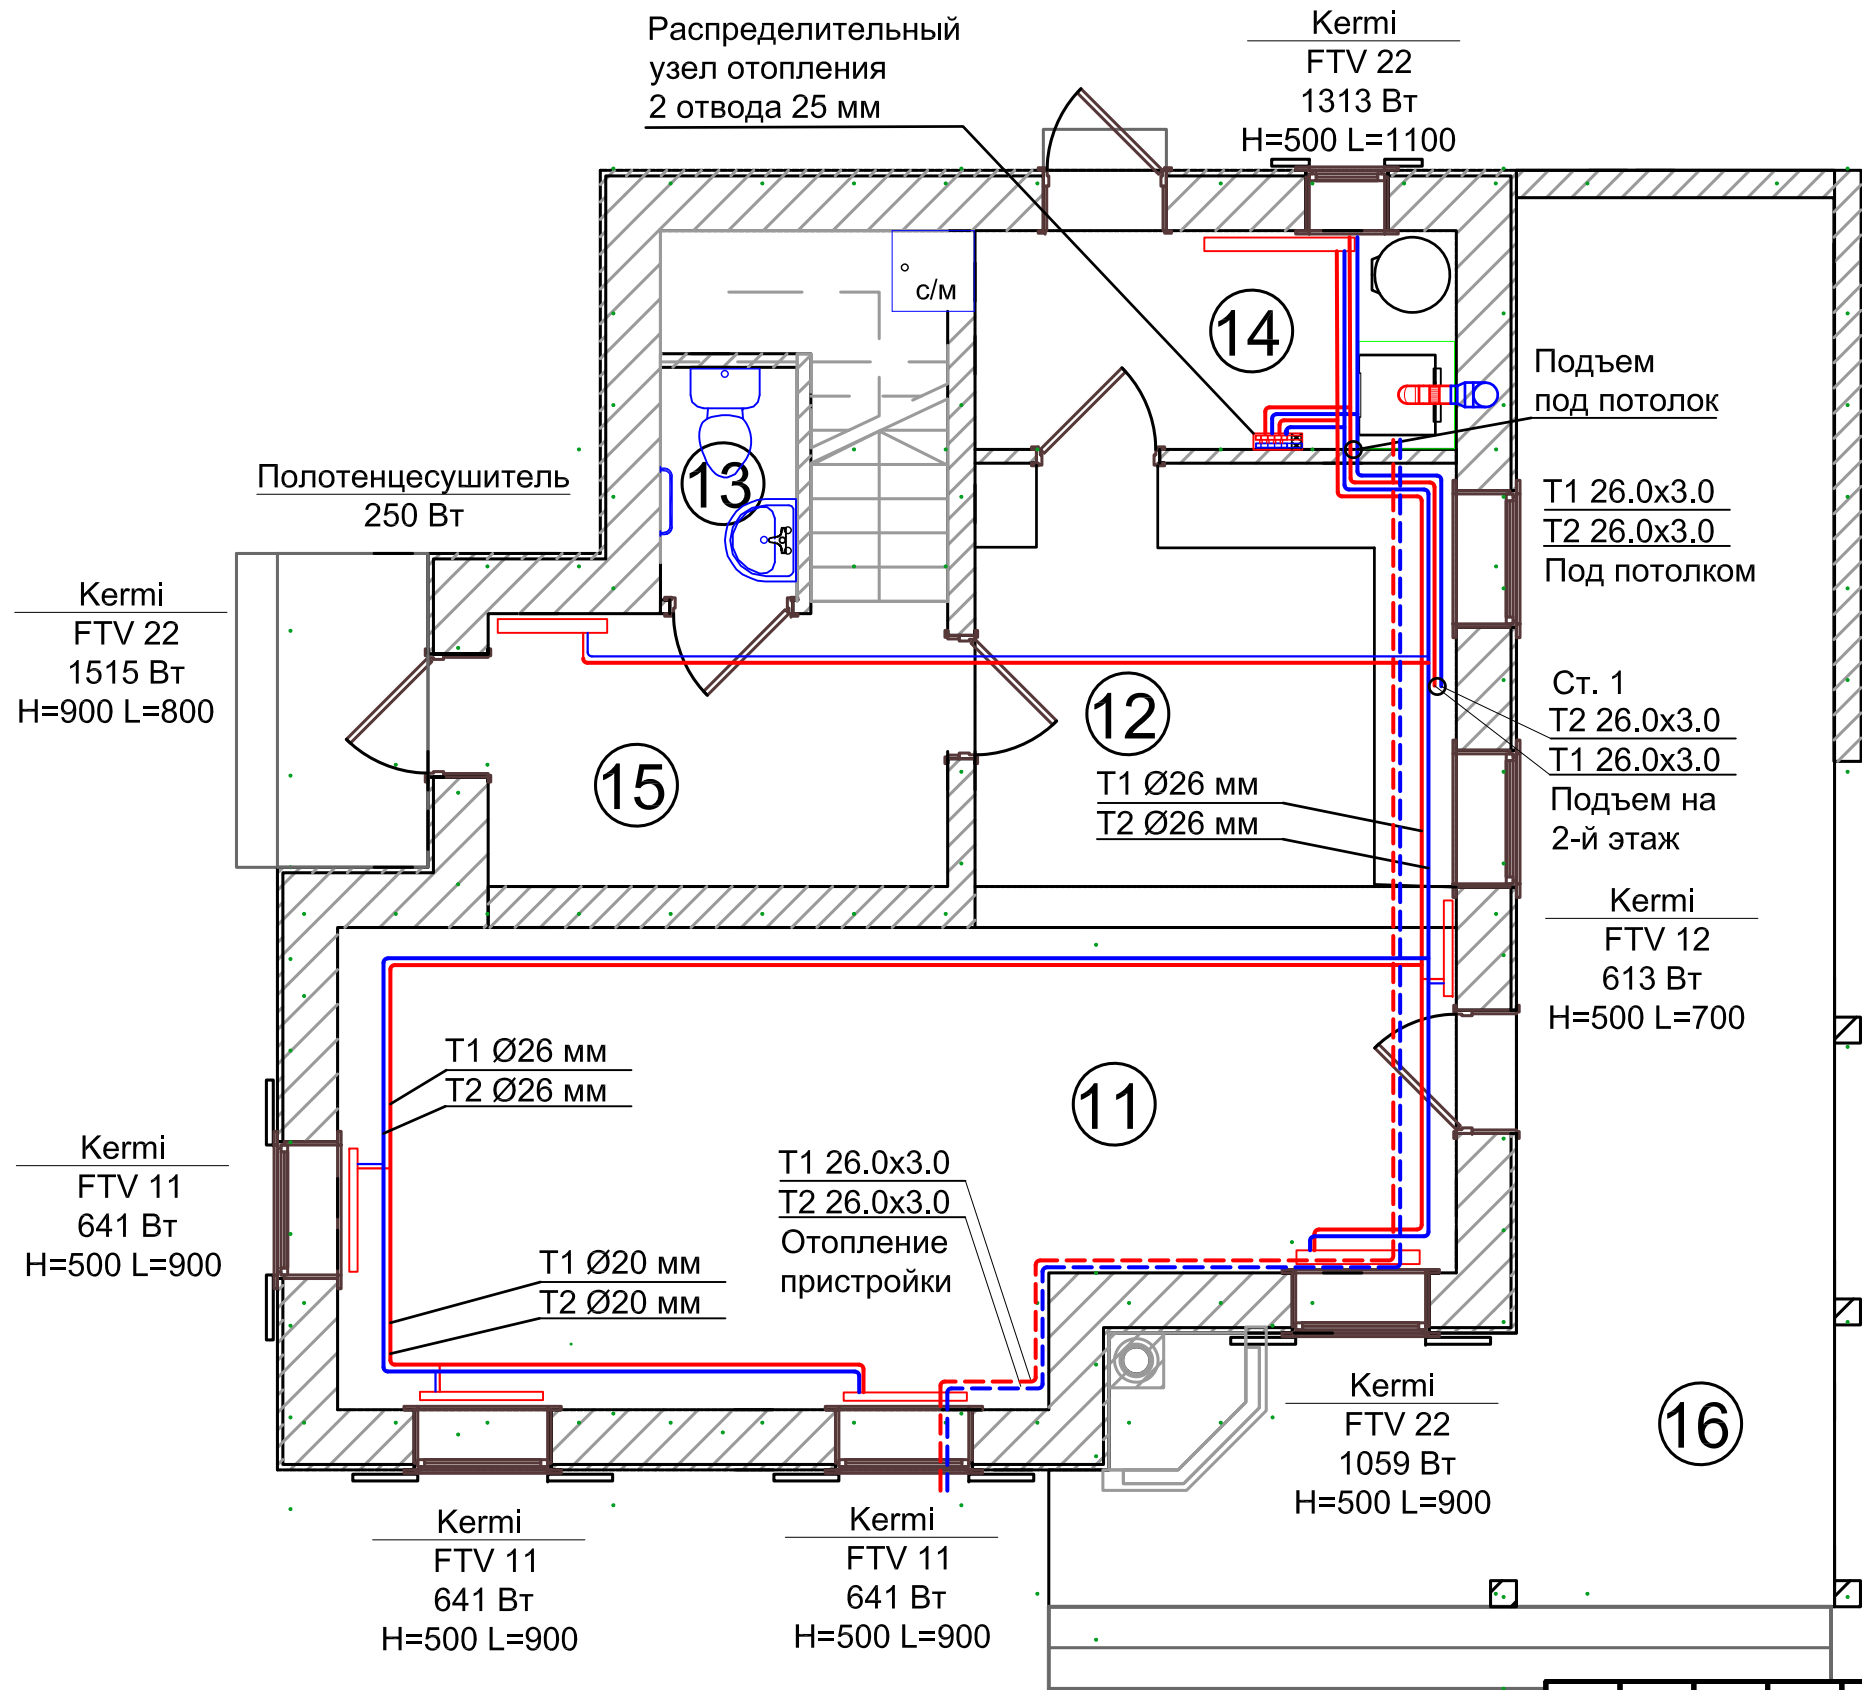 Распределительный
узел отопления
2 отвода 25 мм
Kermi
FTV 22
1313 Вт
H=500 L=1100
с/м
14
Подъем
под потолок
13
Полотенцесушитель
250 Вт
T1 26.0x3.0
T2 26.0x3.0
Под потолком
Kermi
FTV 22
1515 Вт
H=900 L=800
12
15
Ст. 1
T2 26.0x3.0
T1 26.0x3.0
Подъем на
2-й этаж
T1 Ø26 мм
T2 Ø26 мм
Kermi
FTV 12
613 Вт
H=500 L=700
T1 Ø26 мм
T2 Ø26 мм
11
Kermi
FTV 11
641 Вт
H=500 L=900
T1 26.0x3.0
T2 26.0x3.0
Отопление
пристройки
T1 Ø20 мм
T2 Ø20 мм
Kermi
FTV 22
1059 Вт
H=500 L=900
16
Kermi
FTV 11
641 Вт
H=500 L=900
Kermi
FTV 11
641 Вт
H=500 L=900